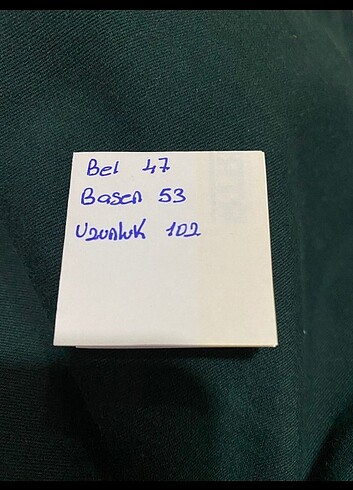 Bel 47
Basen 53
Uzunluk 102